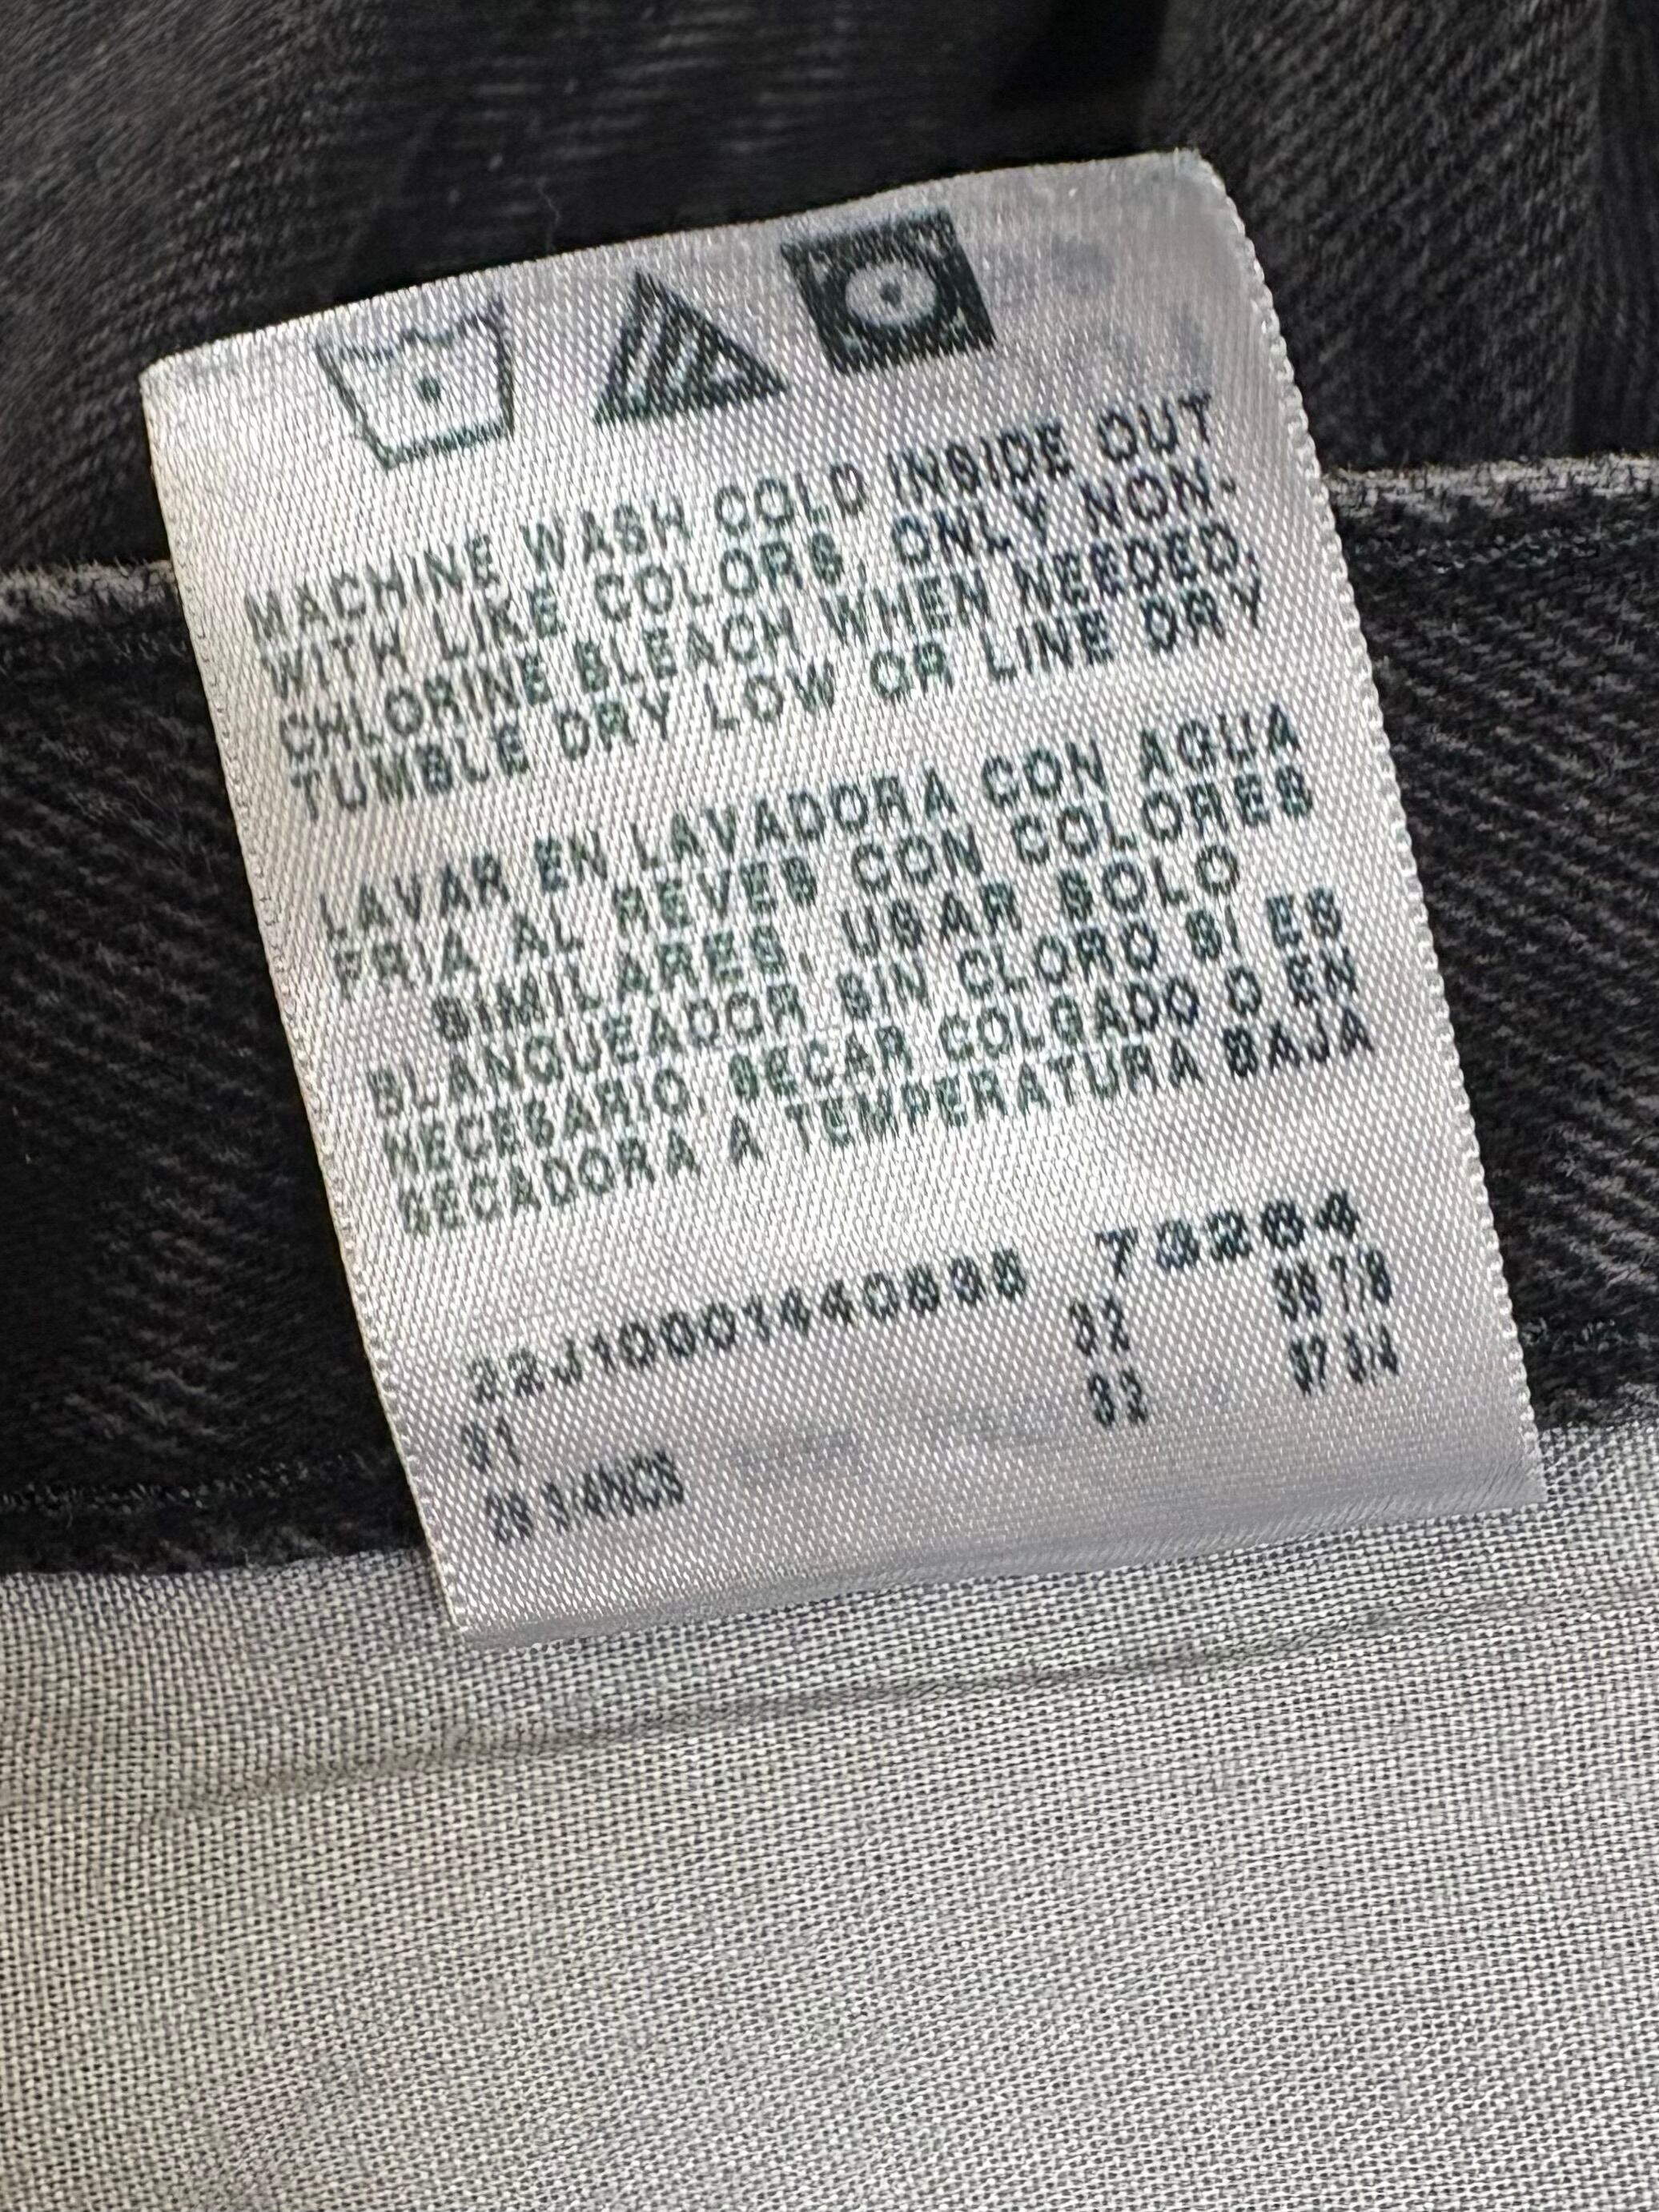 MACHINE WASH COLD INSIDE OUT
WITH LIKE COLORS, ONLY NON-
CHLORINE BLEACH WHEN NEEDED,
TUMBLE DRY LOW OR LINE DRY
LAVAR EN LAVADORA CON AGUA
FRIA AL REVES CON COLORES
SIMILARES, USAR SOLO
BLANQUEADOR SIN CLORO SI ES
NECESARIO, SECAR COLGADO O EN
SECADORA A TEMPERATURA BAJA
32
32